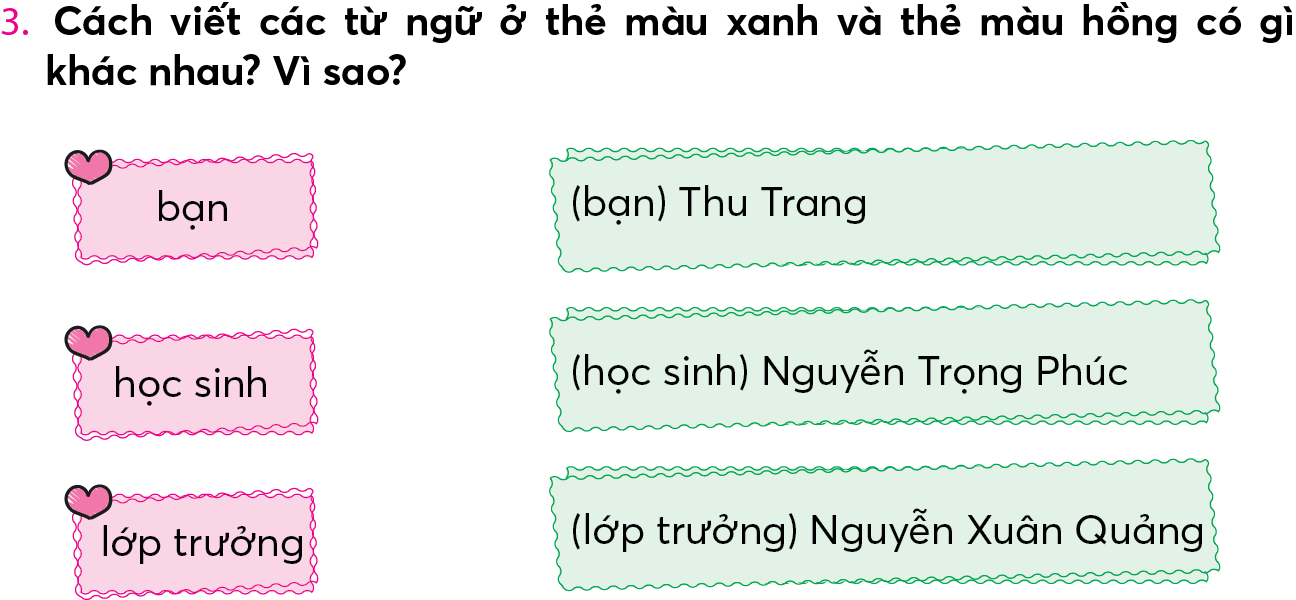 3. Cách viết các từ ngữ ở thẻ màu xanh và thẻ màu hồng có gì
khác nhau? Vì sao?
bạn
(bạn) Thu Trang
học sinh
(học sinh) Nguyễn Trọng Phúc
lớp trưởng
(lớp trưởng) Nguyễn Xuân Quảng